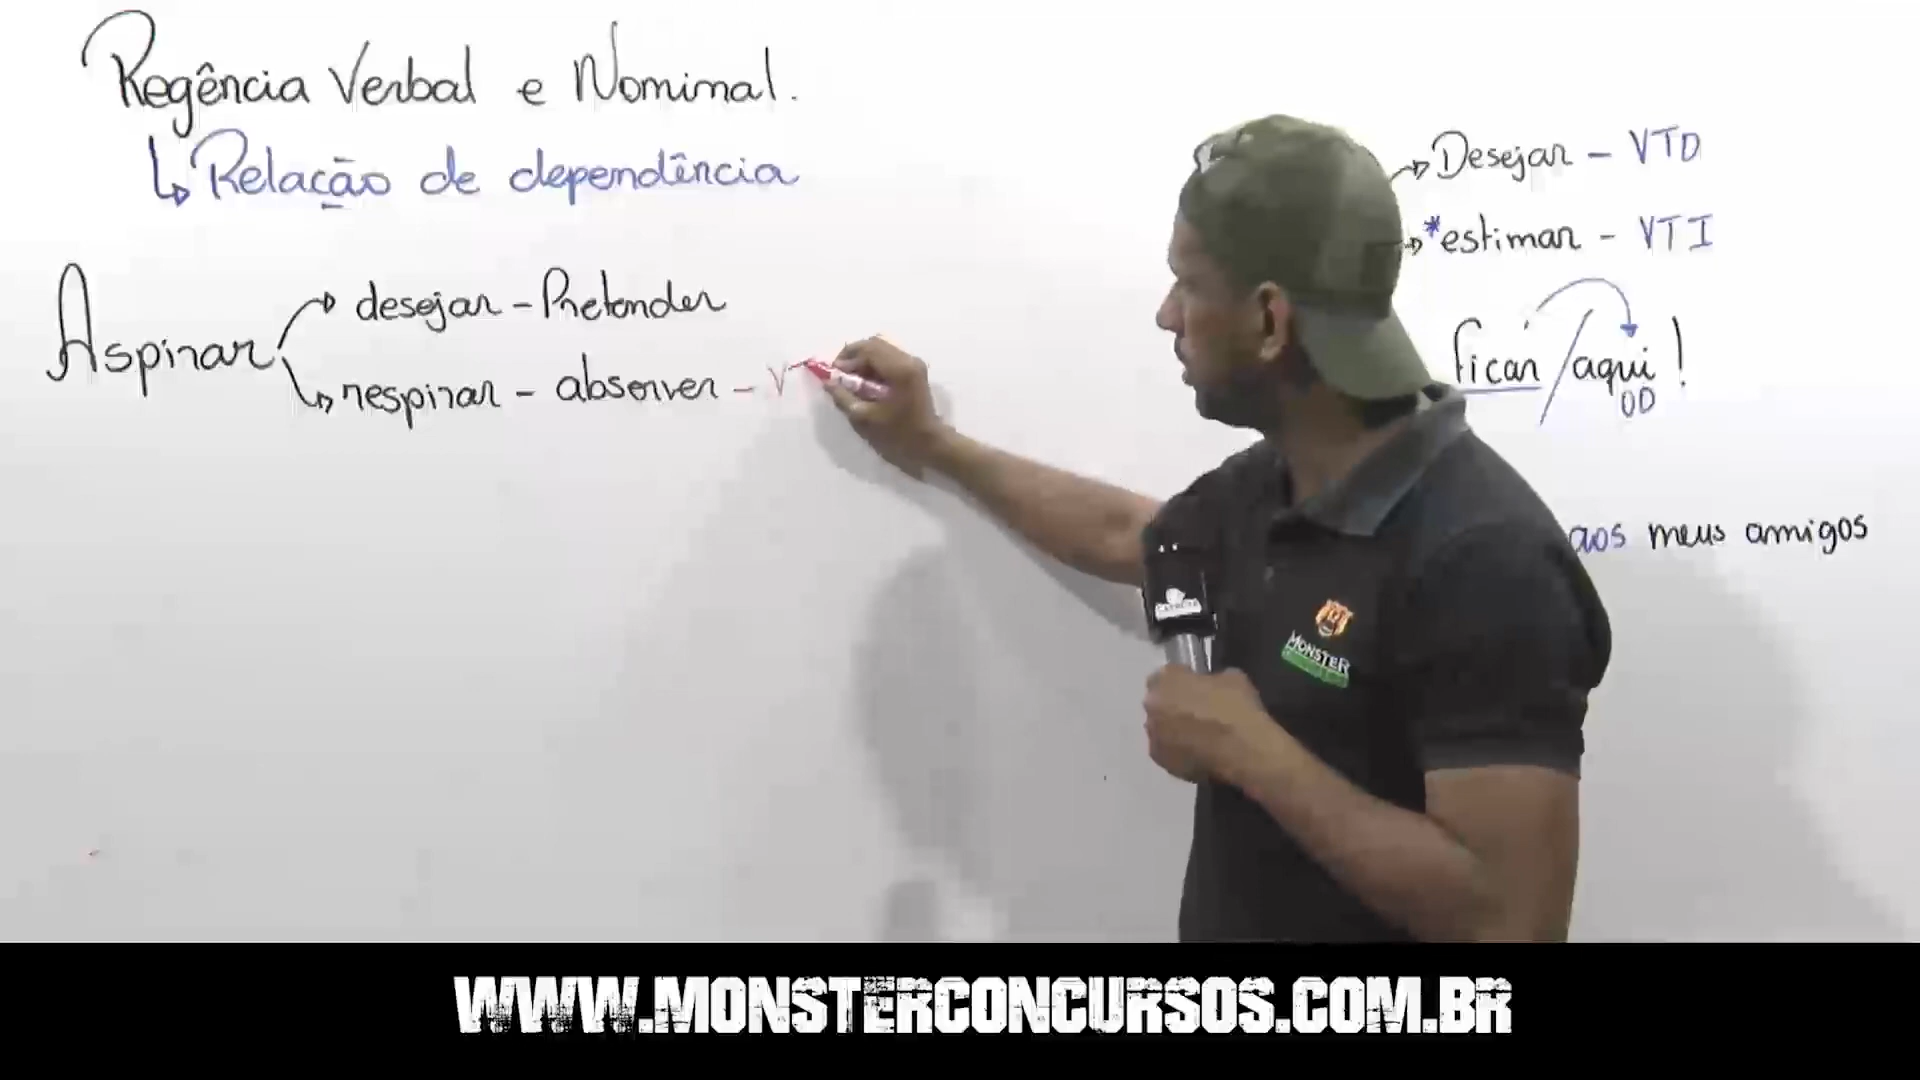 Regência Verbal e Nominal.
Relação de dependência
Aspirar
desejar - Pretender
respirar - absorver - V
Desejar - VTD
*estimar - VTI
ficar / aqui!
OD
aos meus amigos
MONSTER
WWW.MONSTERCONCURSOS.COM.BR